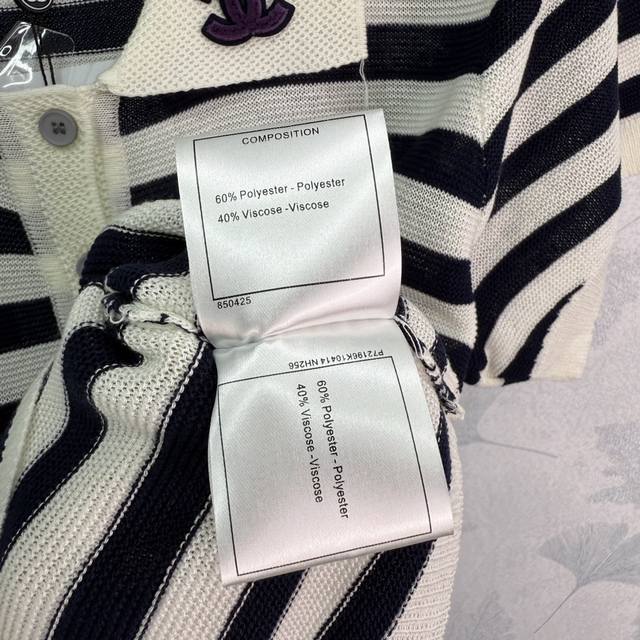 COMPOSITION
60% Polyester - Polyester
40% Viscose -Viscose
850425
P72196K10414 NH256
60% Polyester - Polyester
40% Viscose -Viscose